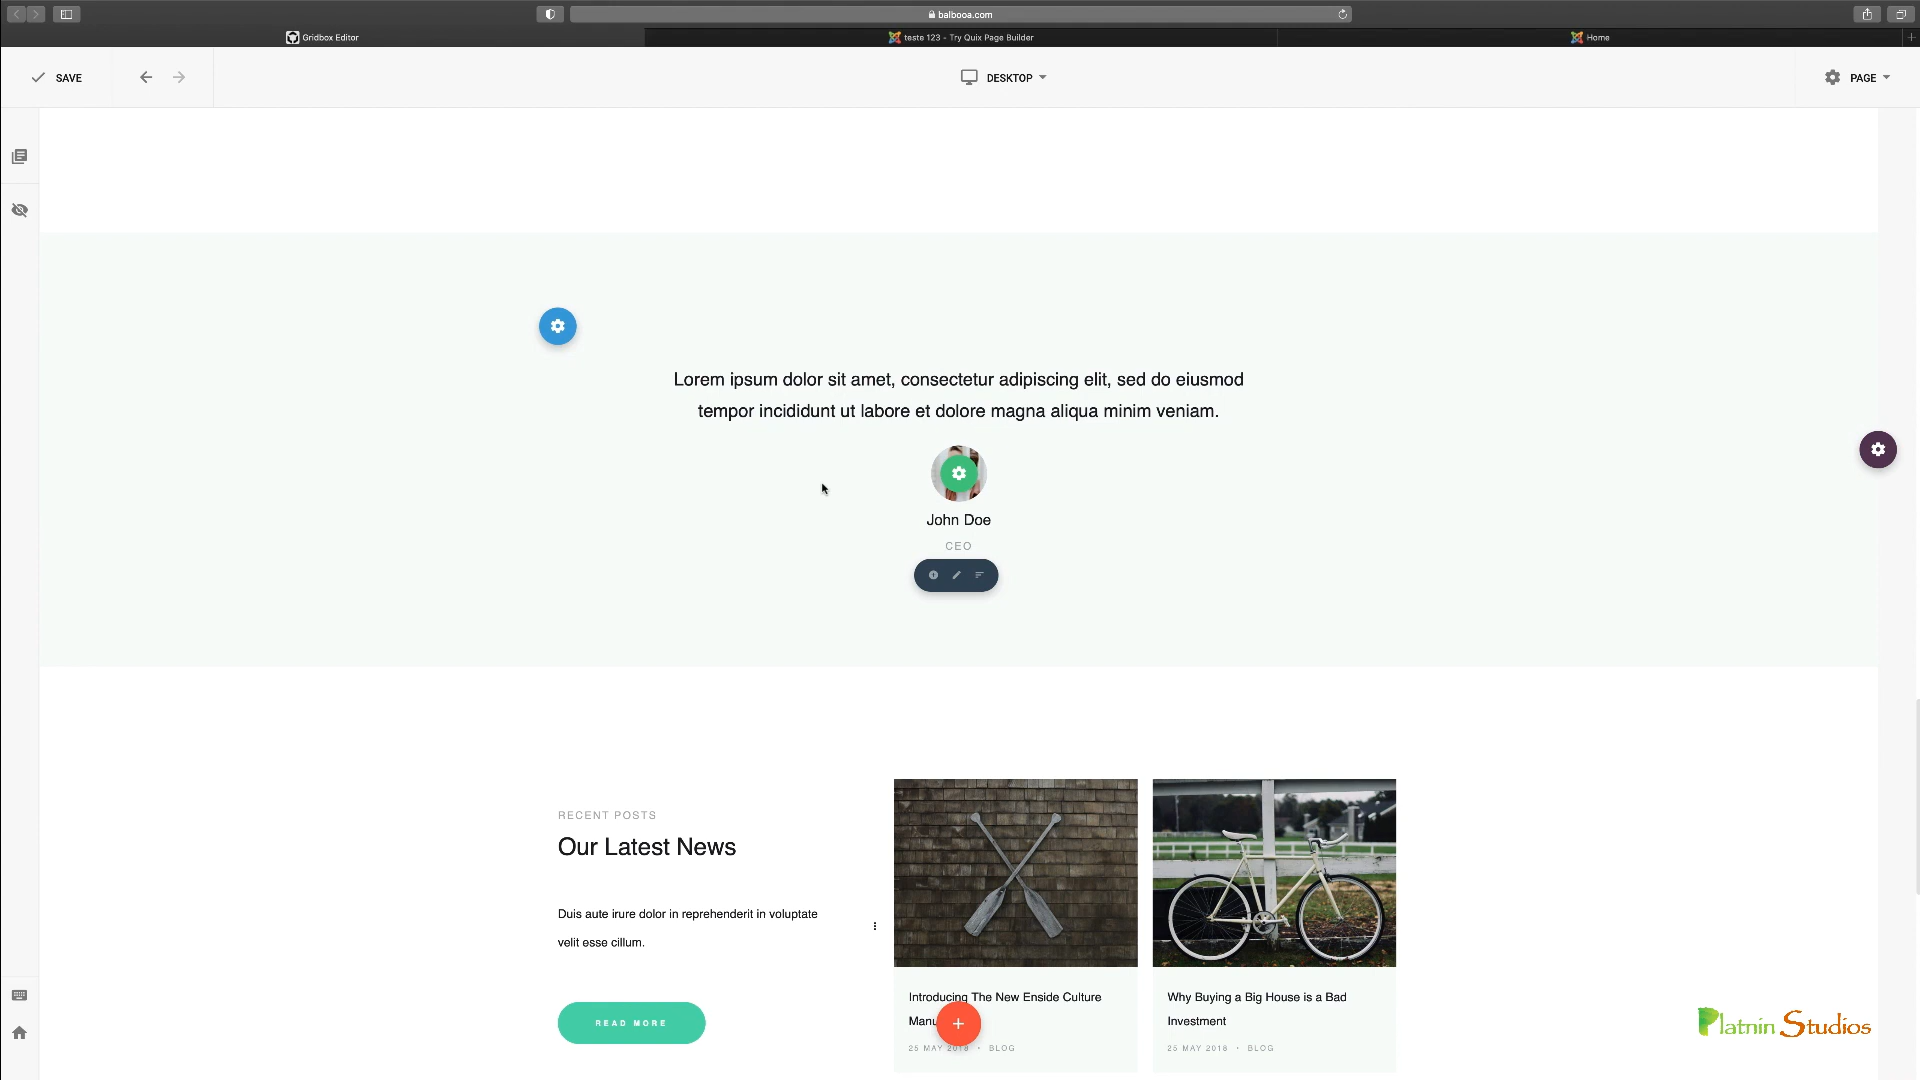 balbooa.com
Gridbox Editor
teste 123 - Try Quix Page Builder
Home
SAVE
DESKTOP
PAGE
Lorem ipsum dolor sit amet, consectetur adipiscing elit, sed do eiusmod
tempor incididunt ut labore et dolore magna aliqua minim veniam.
John Doe
CEO
RECENT POSTS
Our Latest News
Duis aute irure dolor in reprehenderit in voluptate
velit esse cillum.
READ MORE
Introducing The New Enside Culture
25 MAY 2018 • BLOG
Why Buying a Big House is a Bad
Investment
25 MAY 2018 • BLOG
Platnin Studios